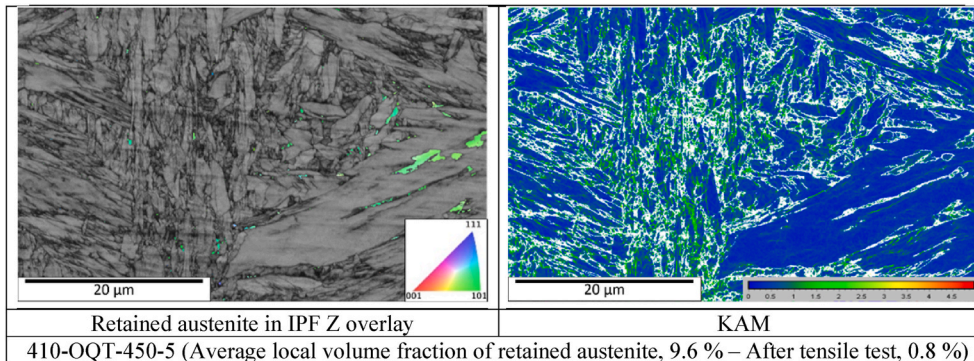 111
001 101
20 µm
20 µm
0 0.5 1 1.5 2 2.5 3 3.5 4 4.5 5
Retained austenite in IPF Z overlay
KAM
410-OQT-450-5 (Average local volume fraction of retained austenite, 9.6 % – After tensile test, 0.8 %)